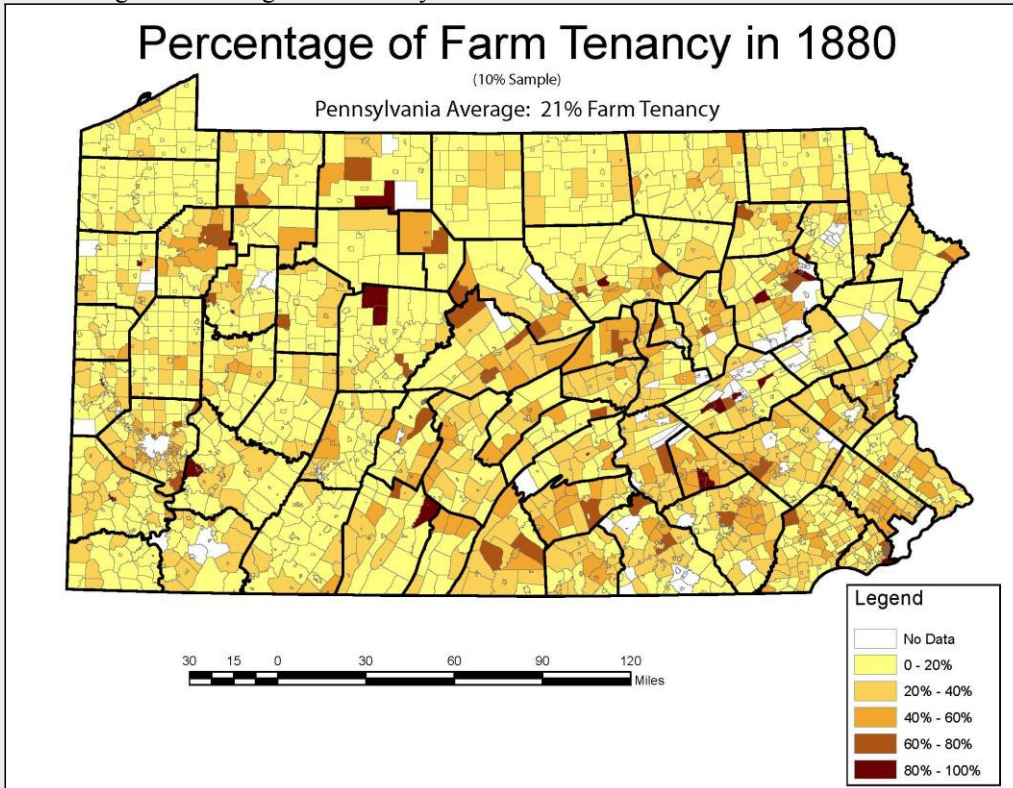 Percentage of Farm Tenancy in 1880
(10% Sample)
Pennsylvania Average: 21% Farm Tenancy
30 15 0 30 60 90 120
Miles
Legend
No Data
0 - 20%
20% - 40%
40% - 60%
60% - 80%
80% - 100%